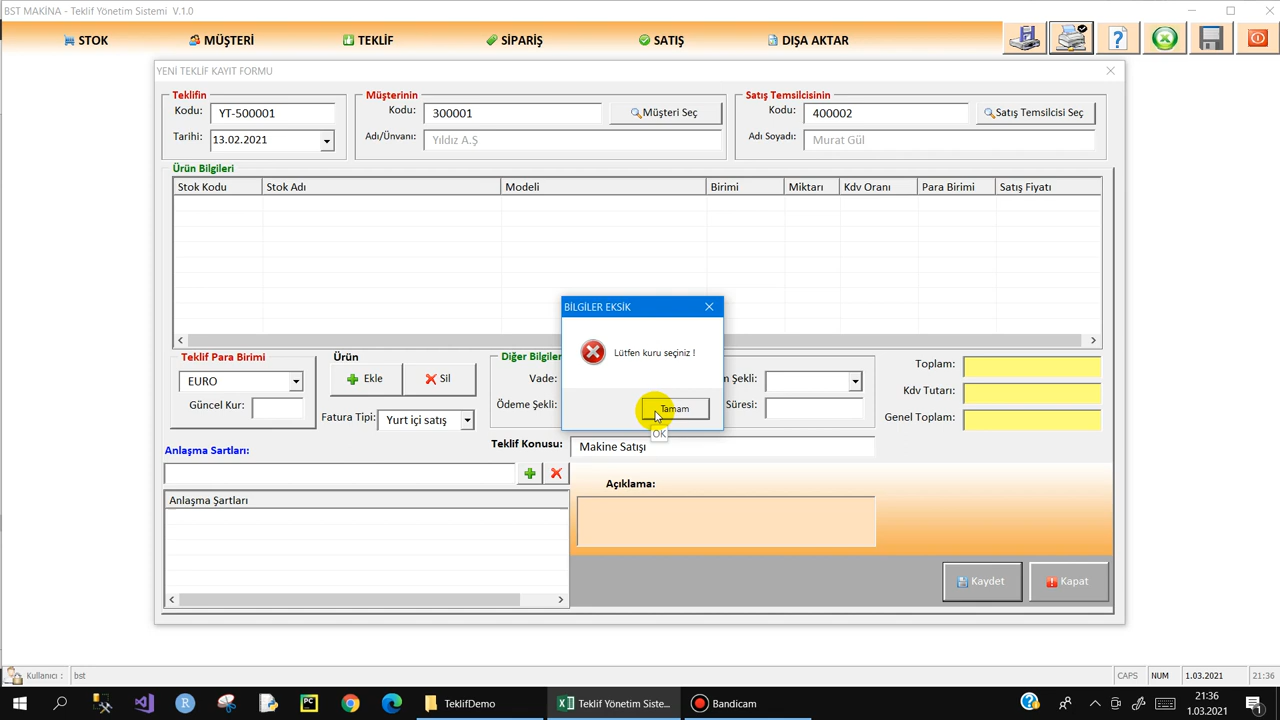 BST MAKİNA - Teklif Yönetim Sistemi V.1.0
STOK MÜŞTERİ TEKLİF SİPARİŞ SATIŞ DIŞA AKTAR
YENİ TEKLİF KAYIT FORMU
Teklifin
Kodu: YT-500001
Tarihi: 13.02.2021
Müşterinin
Kodu: 300001 Müşteri Seç
Adı/Ünvanı: Yıldız A.Ş
Satış Temsilcisinin
Kodu: 400002 Satış Temsilcisi Seç
Adı Soyadı: Murat Gül
Ürün Bilgileri
Stok Kodu Stok Adı Modeli Birimi Miktarı Kdv Oranı Para Birimi Satış Fiyatı
BİLGİLER EKSİK
Lütfen kuru seçiniz !
Tamam
OK
Teklif Para Birimi
EURO
Güncel Kur:
Ürün
Ekle Sil
Fatura Tipi: Yurt içi satış
Diğer Bilgiler
Vade: Şekli:
Ödeme Şekli: Süresi:
Toplam:
Kdv Tutarı:
Genel Toplam:
Teklif Konusu: Makine Satışı
Anlaşma Sartları:
Anlaşma Şartları
Açıklama:
Kaydet Kapat
Kullanıcı : bst CAPS NUM 1.03.2021 21:36
PC TeklifDemo Teklif Yönetim Siste... Bandicam 21:36
1.03.2021
1